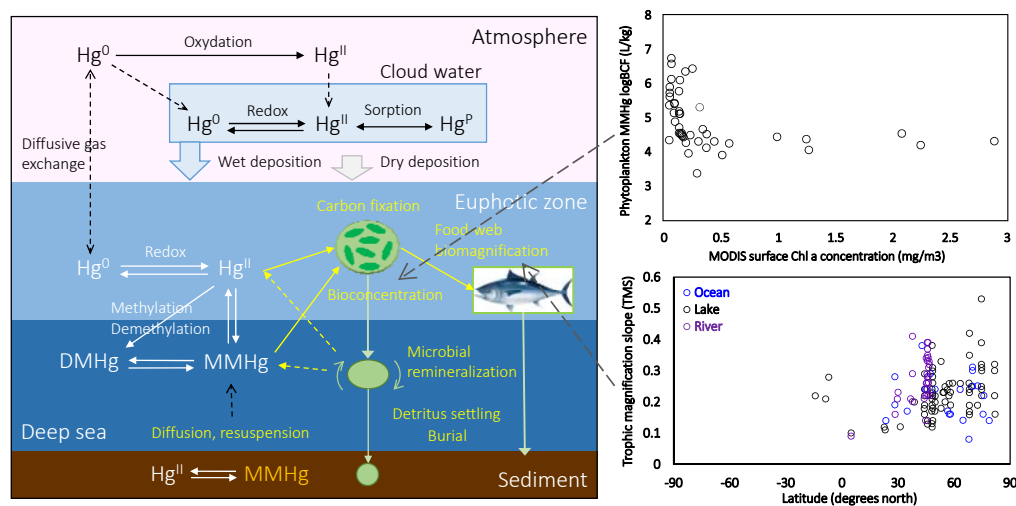 Atmosphere
Hg0
Oxydation
HgII
Cloud water
Hg0
Redox
HgII
Sorption
HgP
Diffusive gas
exchange
Wet deposition
Dry deposition
Carbon fixation
Euphotic zone
Food web
biomagnification
Hg0
Redox
HgII
Bioconcentration
Methylation
Demethylation
DMHg
MMHg
Microbial
remineralization
Detritus settling
Burial
Deep sea
Diffusion, resuspension
HgII
MMHg
Sediment
Phytoplankton MMHg logBCF (L/kg)
8
7
6
5
4
3
2
0
0.5
1
1.5
2
2.5
3
MODIS surface Chl a concentration (mg/m3)
Trophic magnification slope (TMS)
0.6
0.5
0.4
0.3
0.2
0.1
0
Ocean
Lake
River
-90
-60
-30
0
30
60
90
Latitude (degrees north)